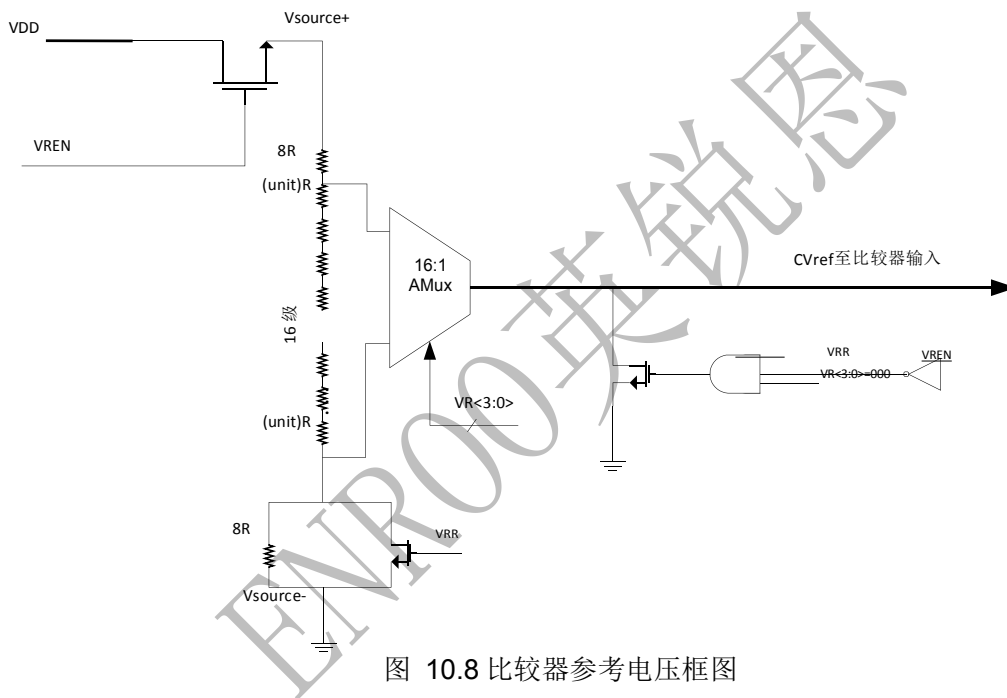 Vsource+
VDD
VREN
8R
(unit)R
16:1
AMux
CVref至比较器输入
16 级
VRR
VREN
VR<3:0>=000
VR<3:0>
(unit)R
8R
VRR
Vsource-
ENROO英锐恩
图 10.8 比较器参考电压框图